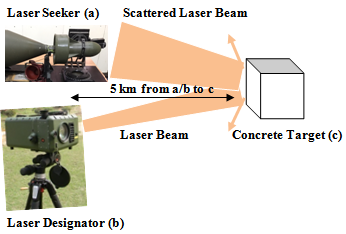 Laser Seeker (a)
Scattered Laser Beam
5 km from a/b to c
Laser Beam
Concrete Target (c)
Laser Designator (b)